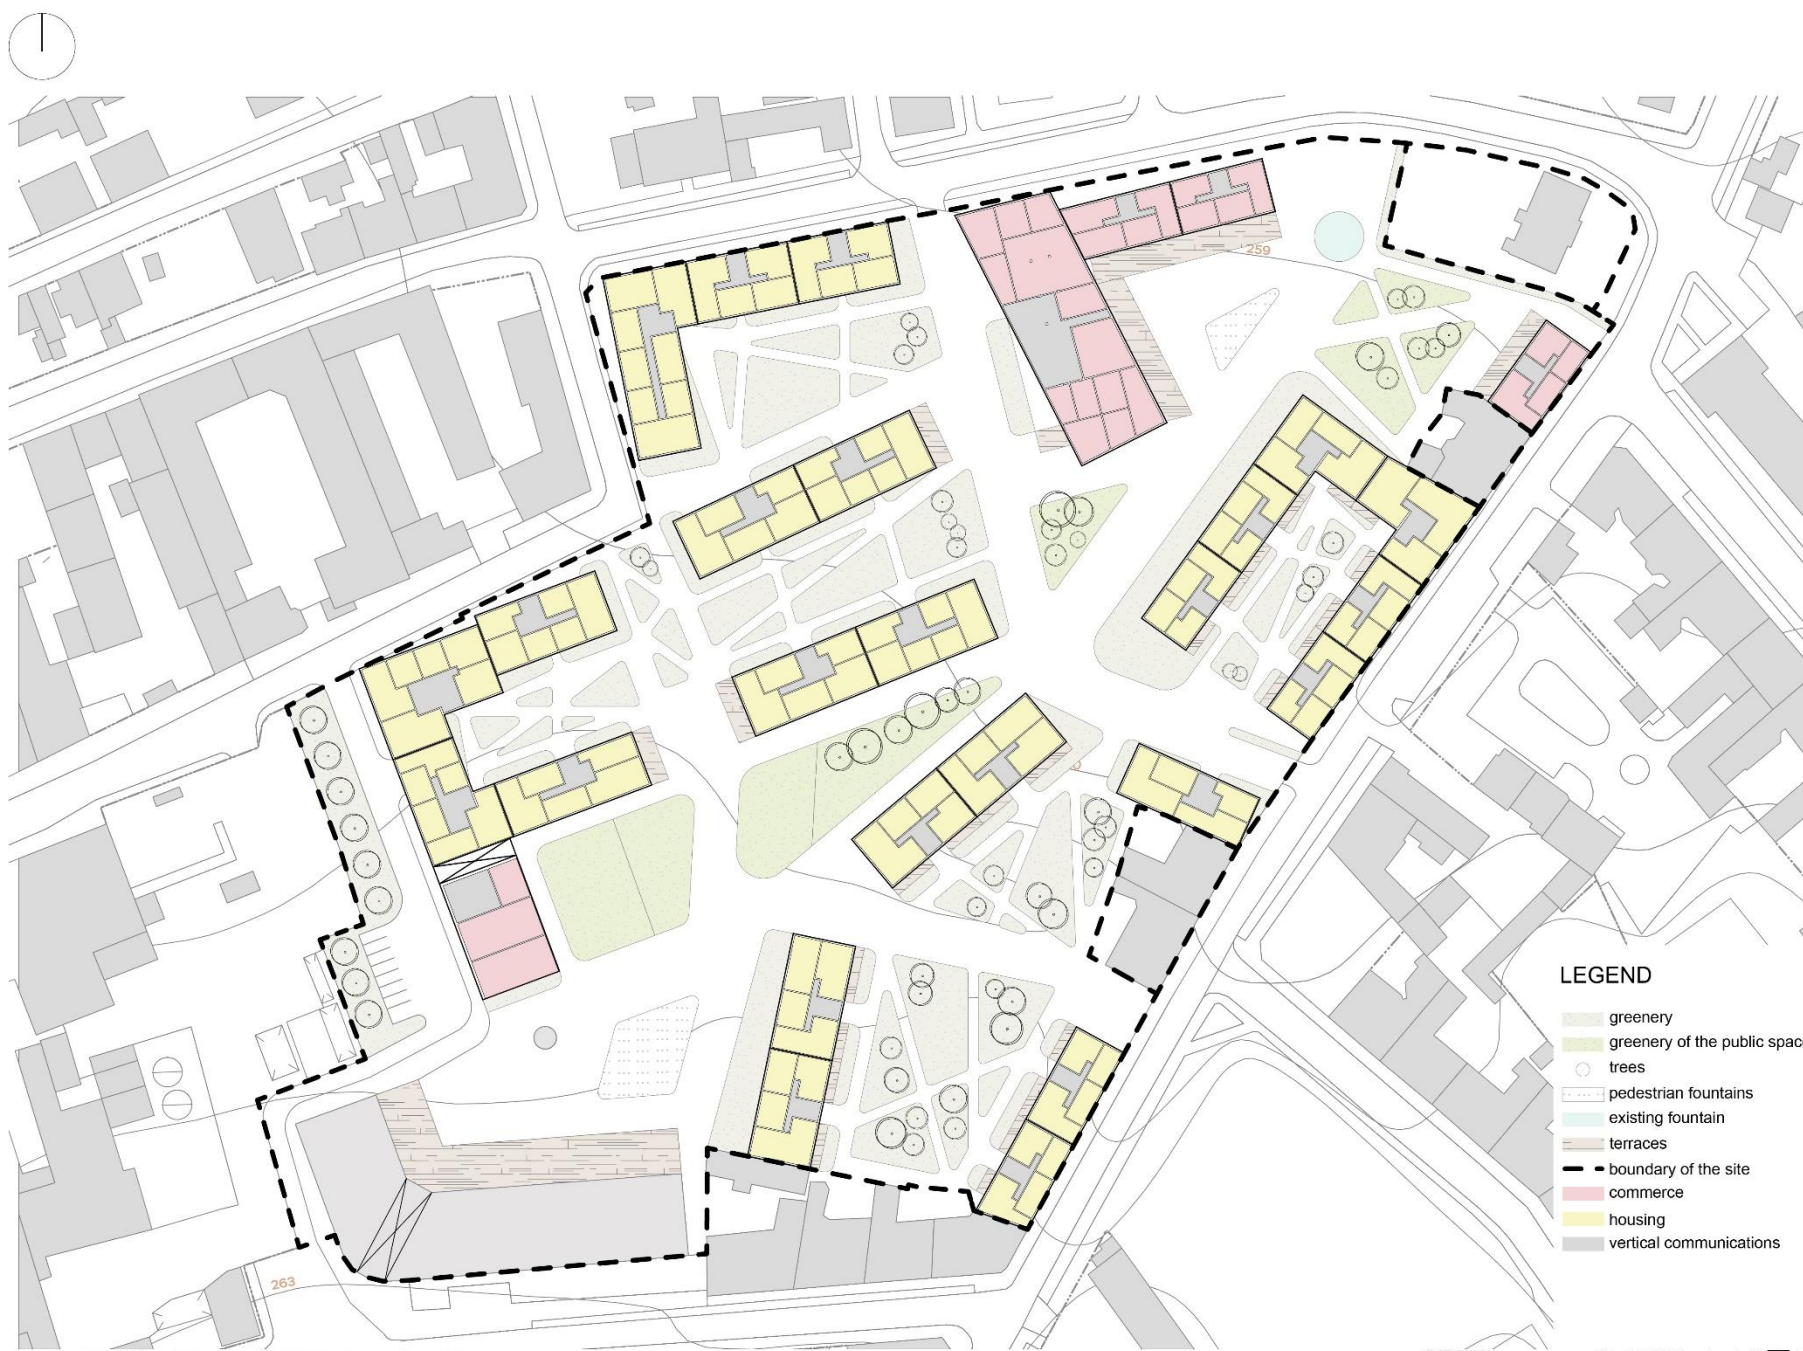 259
263
LEGEND
greenery
greenery of the public space
trees
pedestrian fountains
existing fountain
terraces
boundary of the site
commerce
housing
vertical communications